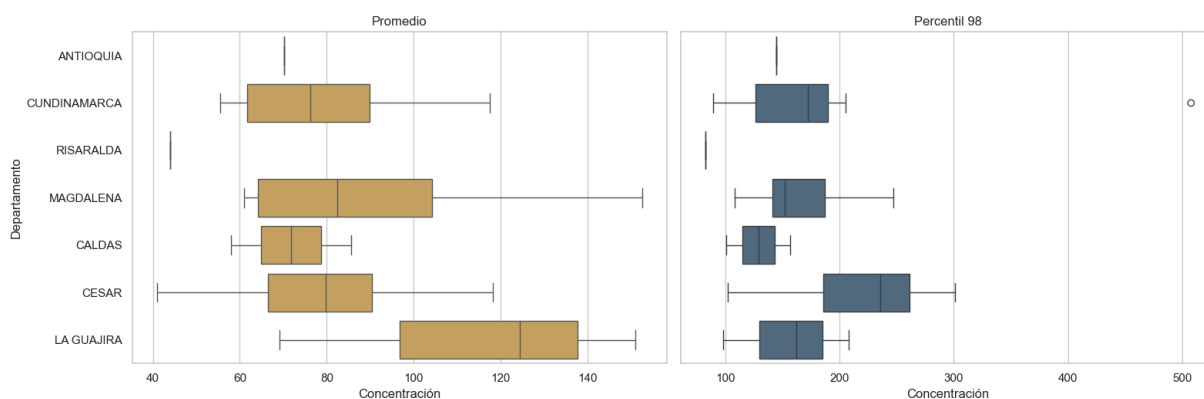 Promedio
Percentil 98
Departamento
ANTIOQUIA
CUNDINAMARCA
RISARALDA
MAGDALENA
CALDAS
CESAR
LA GUAJIRA
40 60 80 100 120 140
100 200 300 400 500
Concentración
Concentración